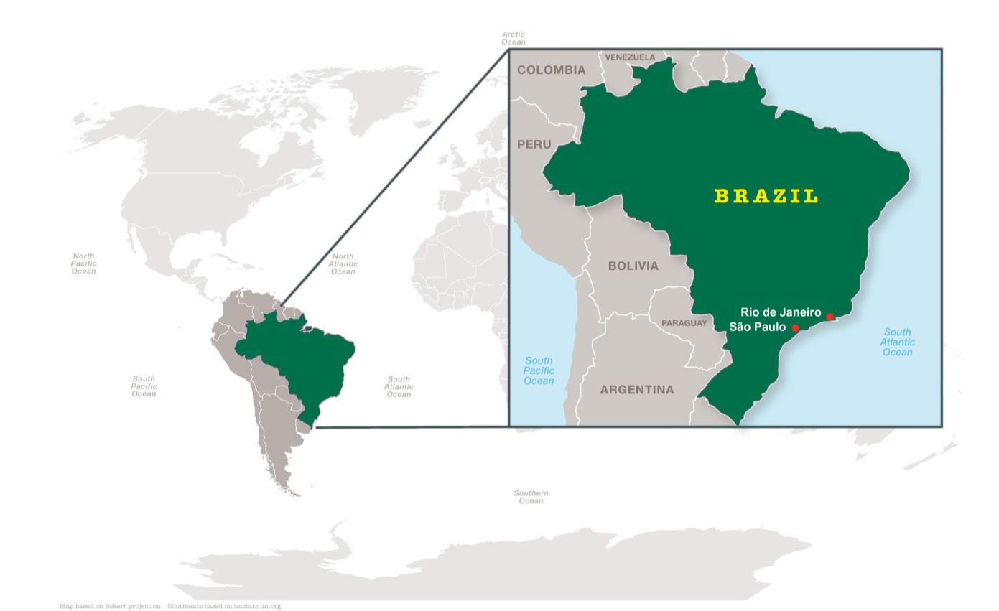 Arctic
Ocean
VENEZUELA
COLOMBIA
PERU
BRAZIL
North
Pacific
Ocean
North
Atlantic
Ocean
BOLIVIA
Rio de Janeiro
São Paulo
PARAGUAY
South
Atlantic
Ocean
South
Pacific
Ocean
ARGENTINA
South
Pacific
Ocean
South
Atlantic
Ocean
Southern
Ocean
Map based on Eckert projection | Continents based on unstats.un.org